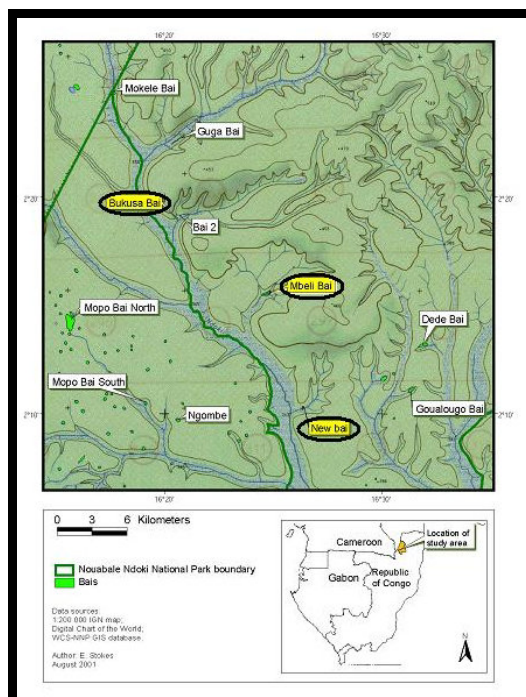 16°20' 16°30'
Mokele Bai
Guga Bai
2°20' 2°20'
Bukusa Bai
Bai 2
Mbeli Bai
Mopo Bai North
Dede Bai
Mopo Bai South
Ngombe
Goualougo Bai
2°10' 2°10'
New bai
16°20' 16°30'
0 3 6 Kilometers
Nouabale Ndoki National Park boundary
Bais
Data sources:
1:200 000 IGN map;
Digital Chart of the World;
WCS-NNP GIS database.
Author: E. Stokes
August 2001
Cameroon
Location of
study area
Gabon
Republic
of Congo
N